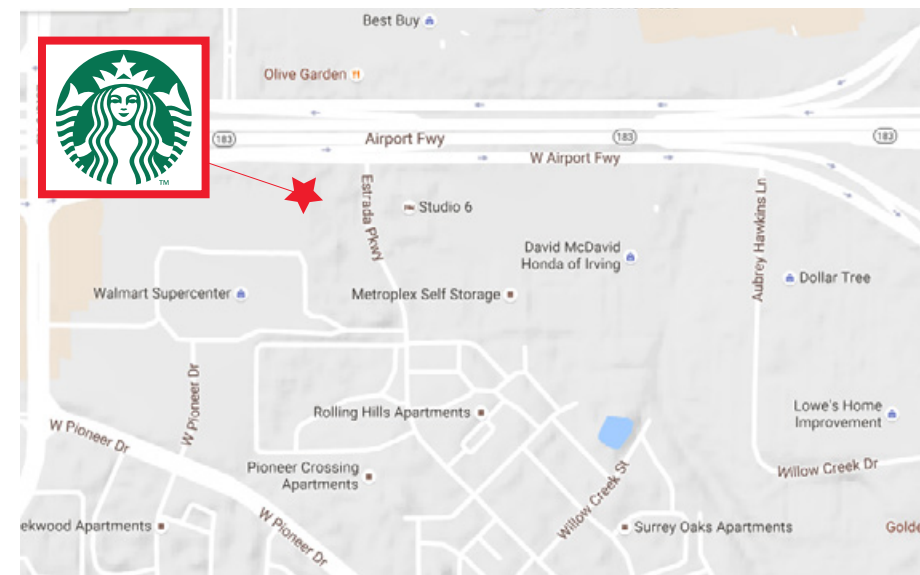 Best Buy
Olive Garden
183
Airport Fwy
183
183
W Airport Fwy
TM
Estrada Pkwy
Studio 6
Aubrey Hawkins Ln
David McDavid
Honda of Irving
Dollar Tree
Walmart Supercenter
Metroplex Self Storage
W Pioneer Dr
Rolling Hills Apartments
Lowe's Home
Improvement
W Pioneer Dr
Pioneer Crossing
Apartments
Willow Creek Dr
Willow Creek St
ekwood Apartments
W Pioneer Dr
Surrey Oaks Apartments
Golde